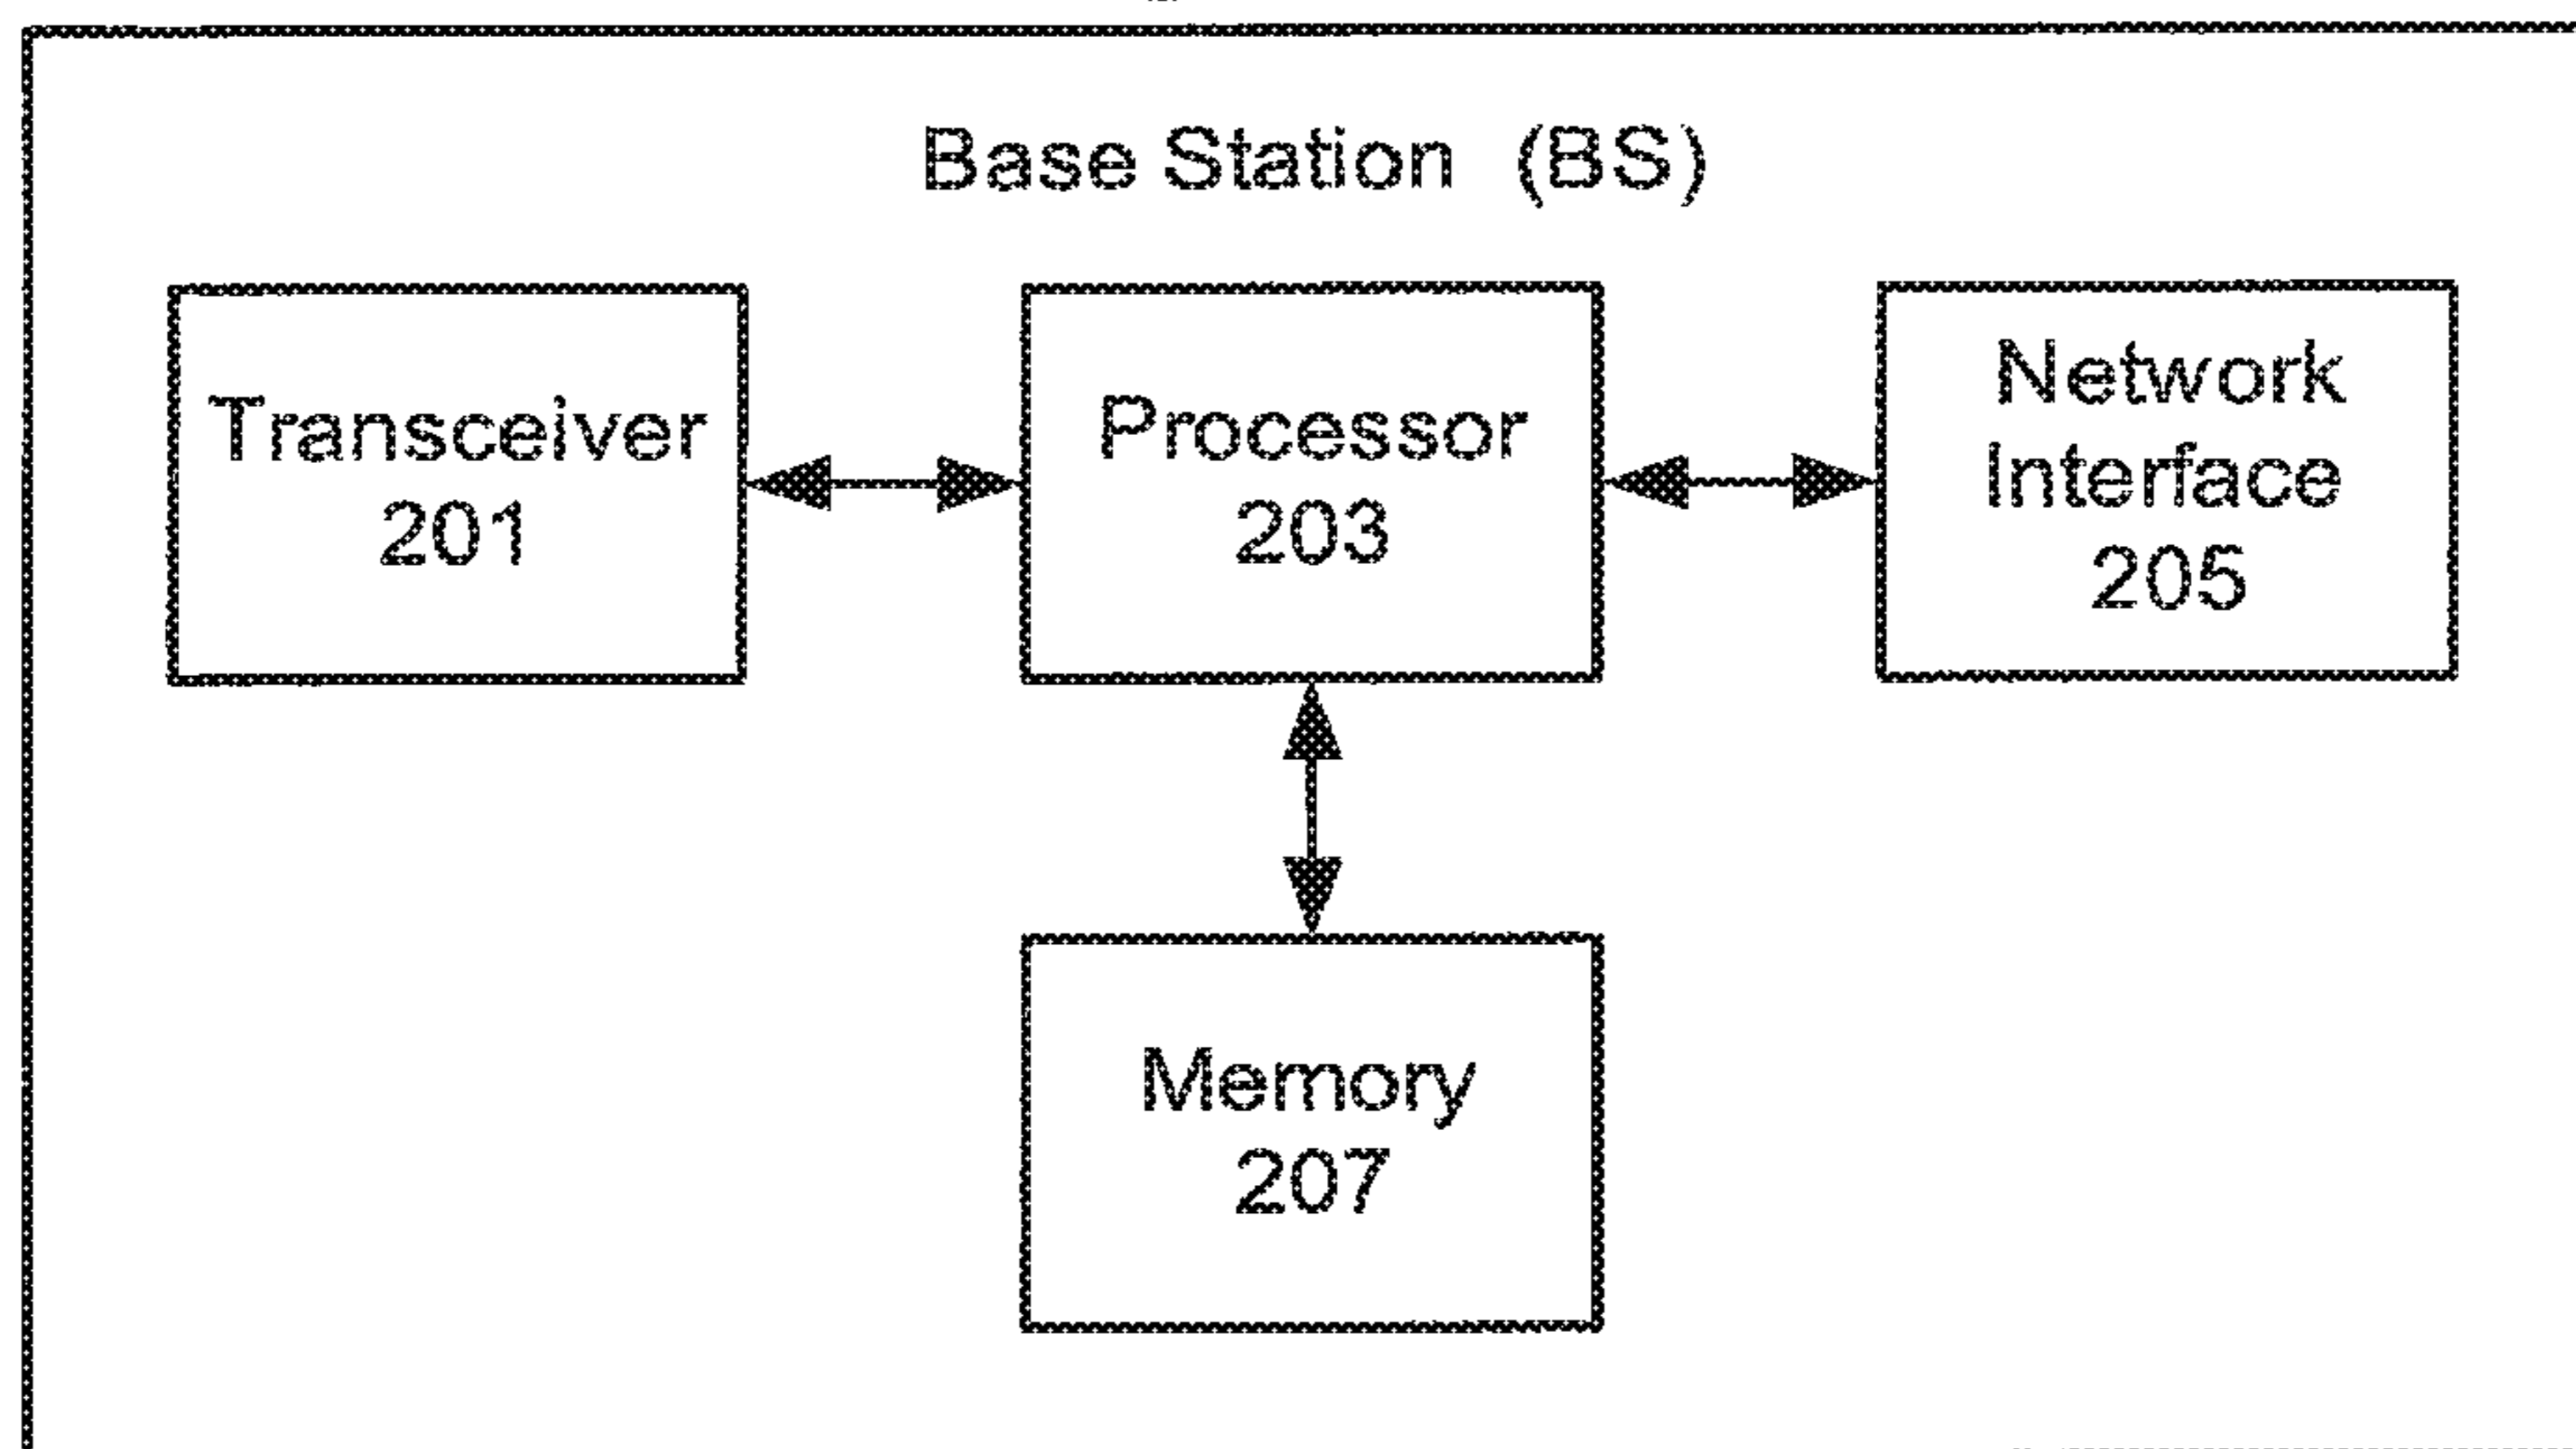 Base Station (BS)
Transceiver
201
Processor
203
Network
Interface
205
Memory
207